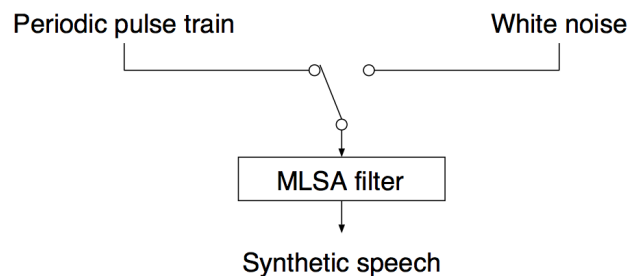 Periodic pulse train
White noise
MLSA filter
Synthetic speech